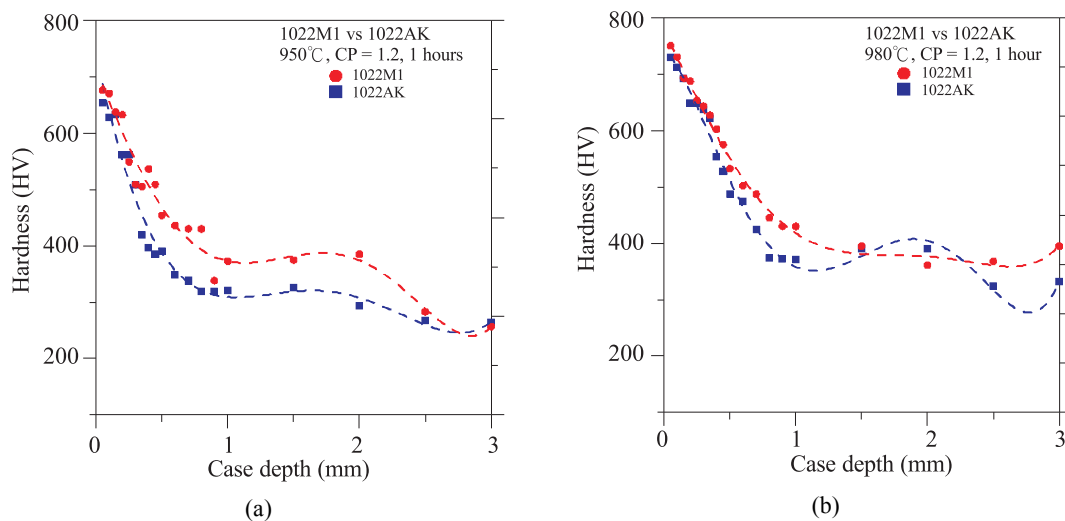 800
600
400
200
Hardness (HV)
1022M1 vs 1022AK
950℃, CP = 1.2, 1 hours
1022M1
1022AK
0
1
2
3
Case depth (mm)
(a)
800
600
400
200
Hardness (HV)
1022M1 vs 1022AK
980℃, CP = 1.2, 1 hour
1022M1
1022AK
0
1
2
3
Case depth (mm)
(b)